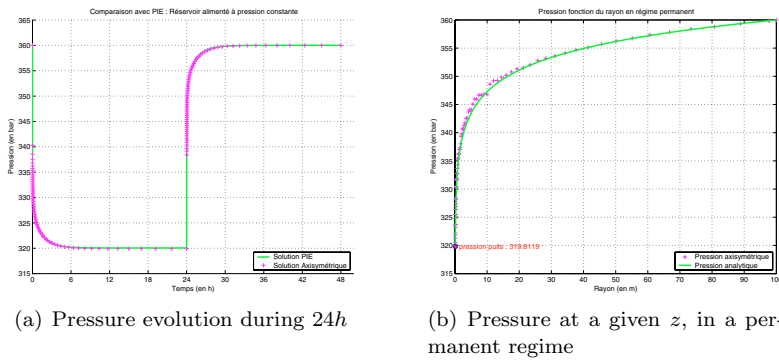 Comparaison avec PIE : Réservoir alimenté à pression constante
365
360
355
350
345
340
335
330
325
320
315
Pression (en bar)
0 6 12 18 24 30 36 42 48
Temps (en h)
Solution PIE
Solution Axisymétrique
(a) Pressure evolution during 24h
Pression fonction du rayon en régime permanent
360
355
350
345
340
335
330
325
320
315
Pression (en bar)
pression puits : 319.8119
0 10 20 30 40 50 60 70 80 90 100
Rayon (en m)
Pression axisymétrique
Pression analytique
(b) Pressure at a given z, in a per-
manent regime